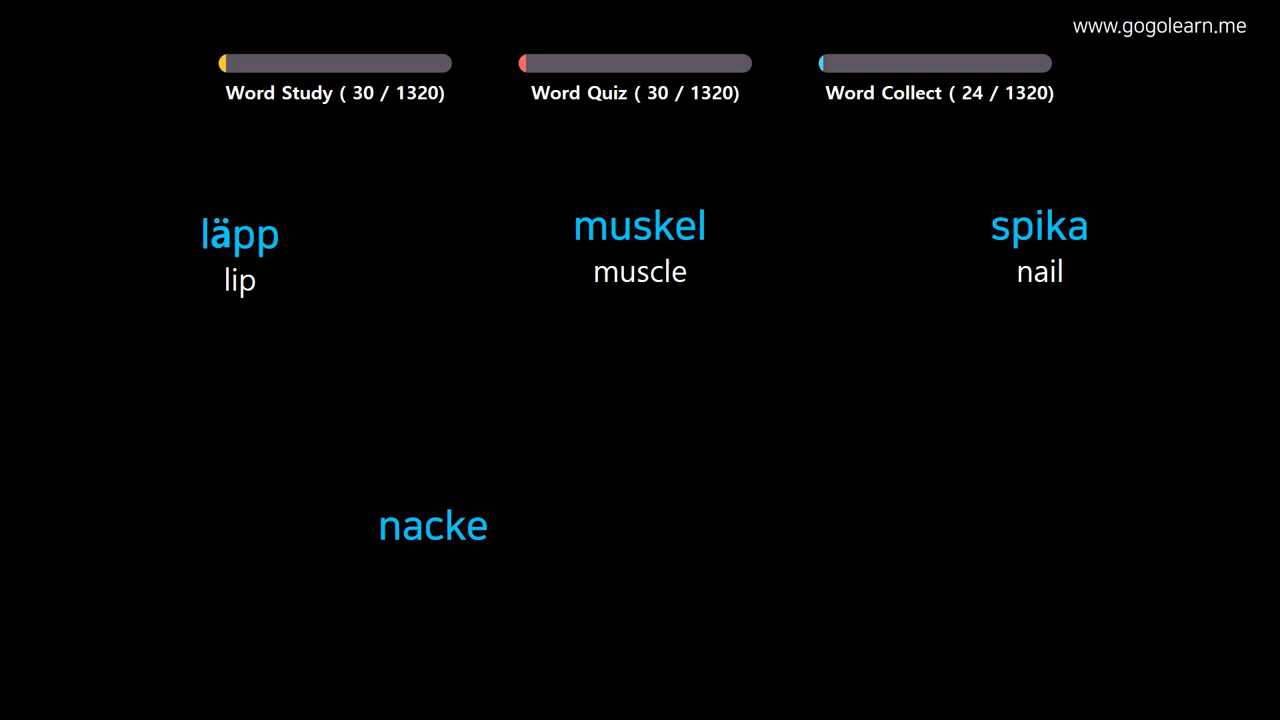 www.gogolearn.me
Word Study ( 30 / 1320)
Word Quiz ( 30 / 1320)
Word Collect ( 24 / 1320)
läpp
lip
muskel
muscle
spika
nail
nacke